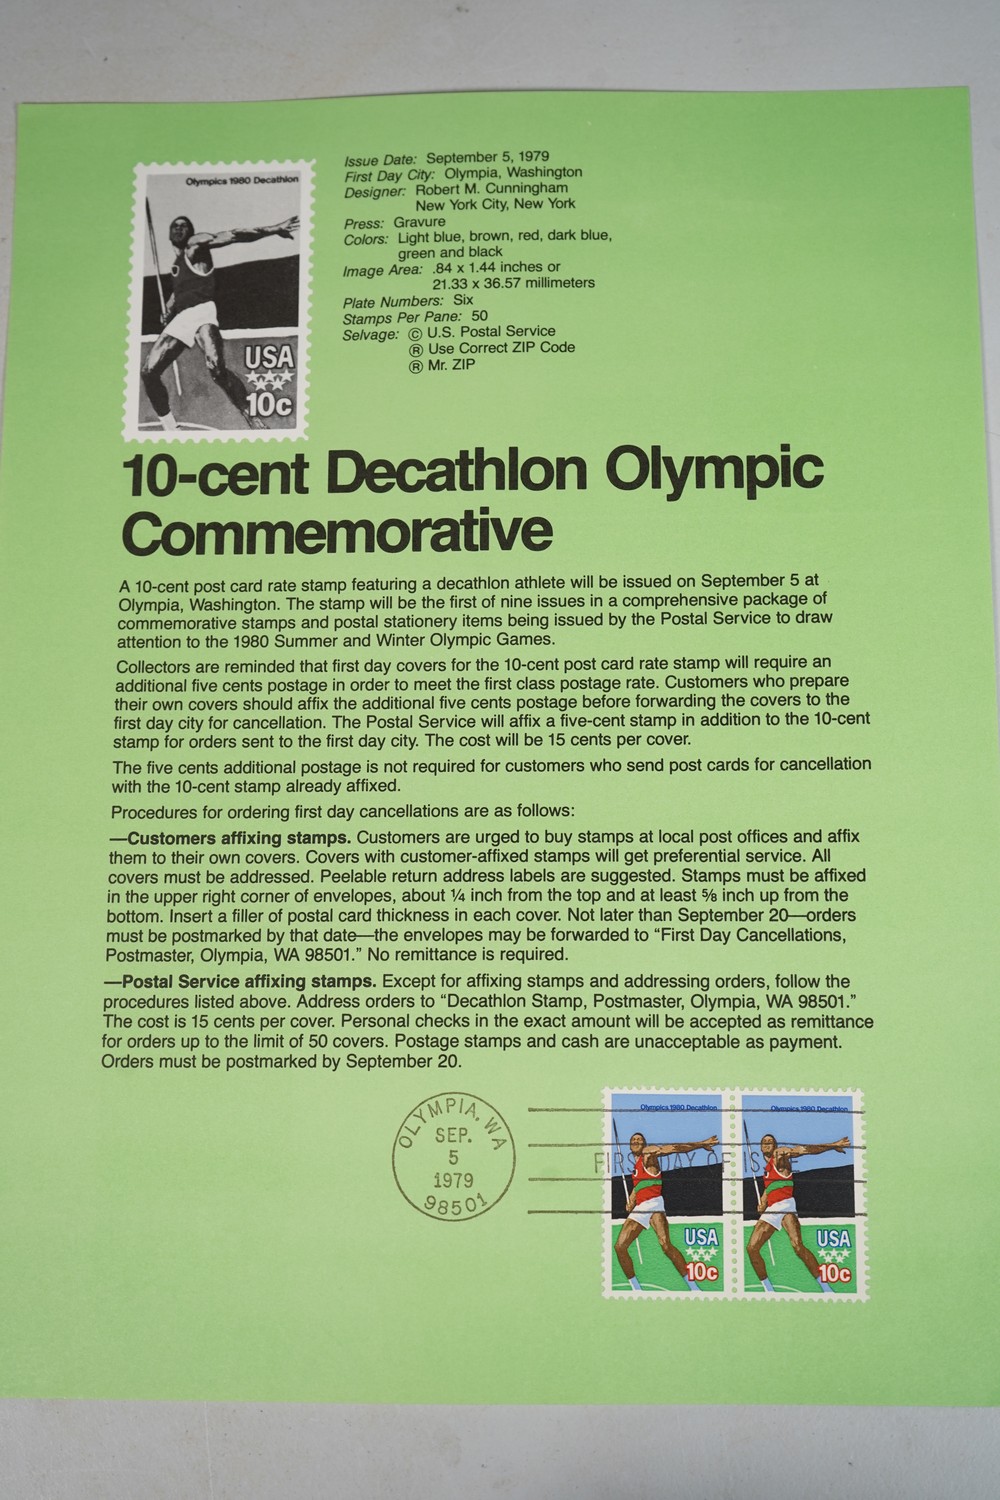 Olympics 1980 Decathlon
USA
10c
Issue Date: September 5, 1979
First Day City: Olympia, Washington
Designer: Robert M. Cunningham
New York City, New York
Press: Gravure
Colors: Light blue, brown, red, dark blue,
green and black
Image Area: .84 x 1.44 inches or
21.33 x 36.57 millimeters
Plate Numbers: Six
Stamps Per Pane: 50
Selvage: © U.S. Postal Service
® Use Correct ZIP Code
® Mr. ZIP
10-cent Decathlon Olympic
Commemorative
A 10-cent post card rate stamp featuring a decathlon athlete will be issued on September 5 at
Olympia, Washington. The stamp will be the first of nine issues in a comprehensive package of
commemorative stamps and postal stationery items being issued by the Postal Service to draw
attention to the 1980 Summer and Winter Olympic Games.
Collectors are reminded that first day covers for the 10-cent post card rate stamp will require an
additional five cents postage in order to meet the first class postage rate. Customers who prepare
their own covers should affix the additional five cents postage before forwarding the covers to the
first day city for cancellation. The Postal Service will affix a five-cent stamp in addition to the 10-cent
stamp for orders sent to the first day city. The cost will be 15 cents per cover.
The five cents additional postage is not required for customers who send post cards for cancellation
with the 10-cent stamp already affixed.
Procedures for ordering first day cancellations are as follows:
—Customers affixing stamps. Customers are urged to buy stamps at local post offices and affix
them to their own covers. Covers with customer-affixed stamps will get preferential service. All
covers must be addressed. Peelable return address labels are suggested. Stamps must be affixed
in the upper right corner of envelopes, about ¼ inch from the top and at least ⅝ inch up from the
bottom. Insert a filler of postal card thickness in each cover. Not later than September 20—orders
must be postmarked by that date—the envelopes may be forwarded to “First Day Cancellations,
Postmaster, Olympia, WA 98501.” No remittance is required.
—Postal Service affixing stamps. Except for affixing stamps and addressing orders, follow the
procedures listed above. Address orders to “Decathlon Stamp, Postmaster, Olympia, WA 98501.”
The cost is 15 cents per cover. Personal checks in the exact amount will be accepted as remittance
for orders up to the limit of 50 covers. Postage stamps and cash are unacceptable as payment.
Orders must be postmarked by September 20.
OLYMPIA, WA
SEP.
5
1979
98501
FIRST DAY OF ISSUE
Olympics 1980 Decathlon
USA
10c
Olympics 1980 Decathlon
USA
10c